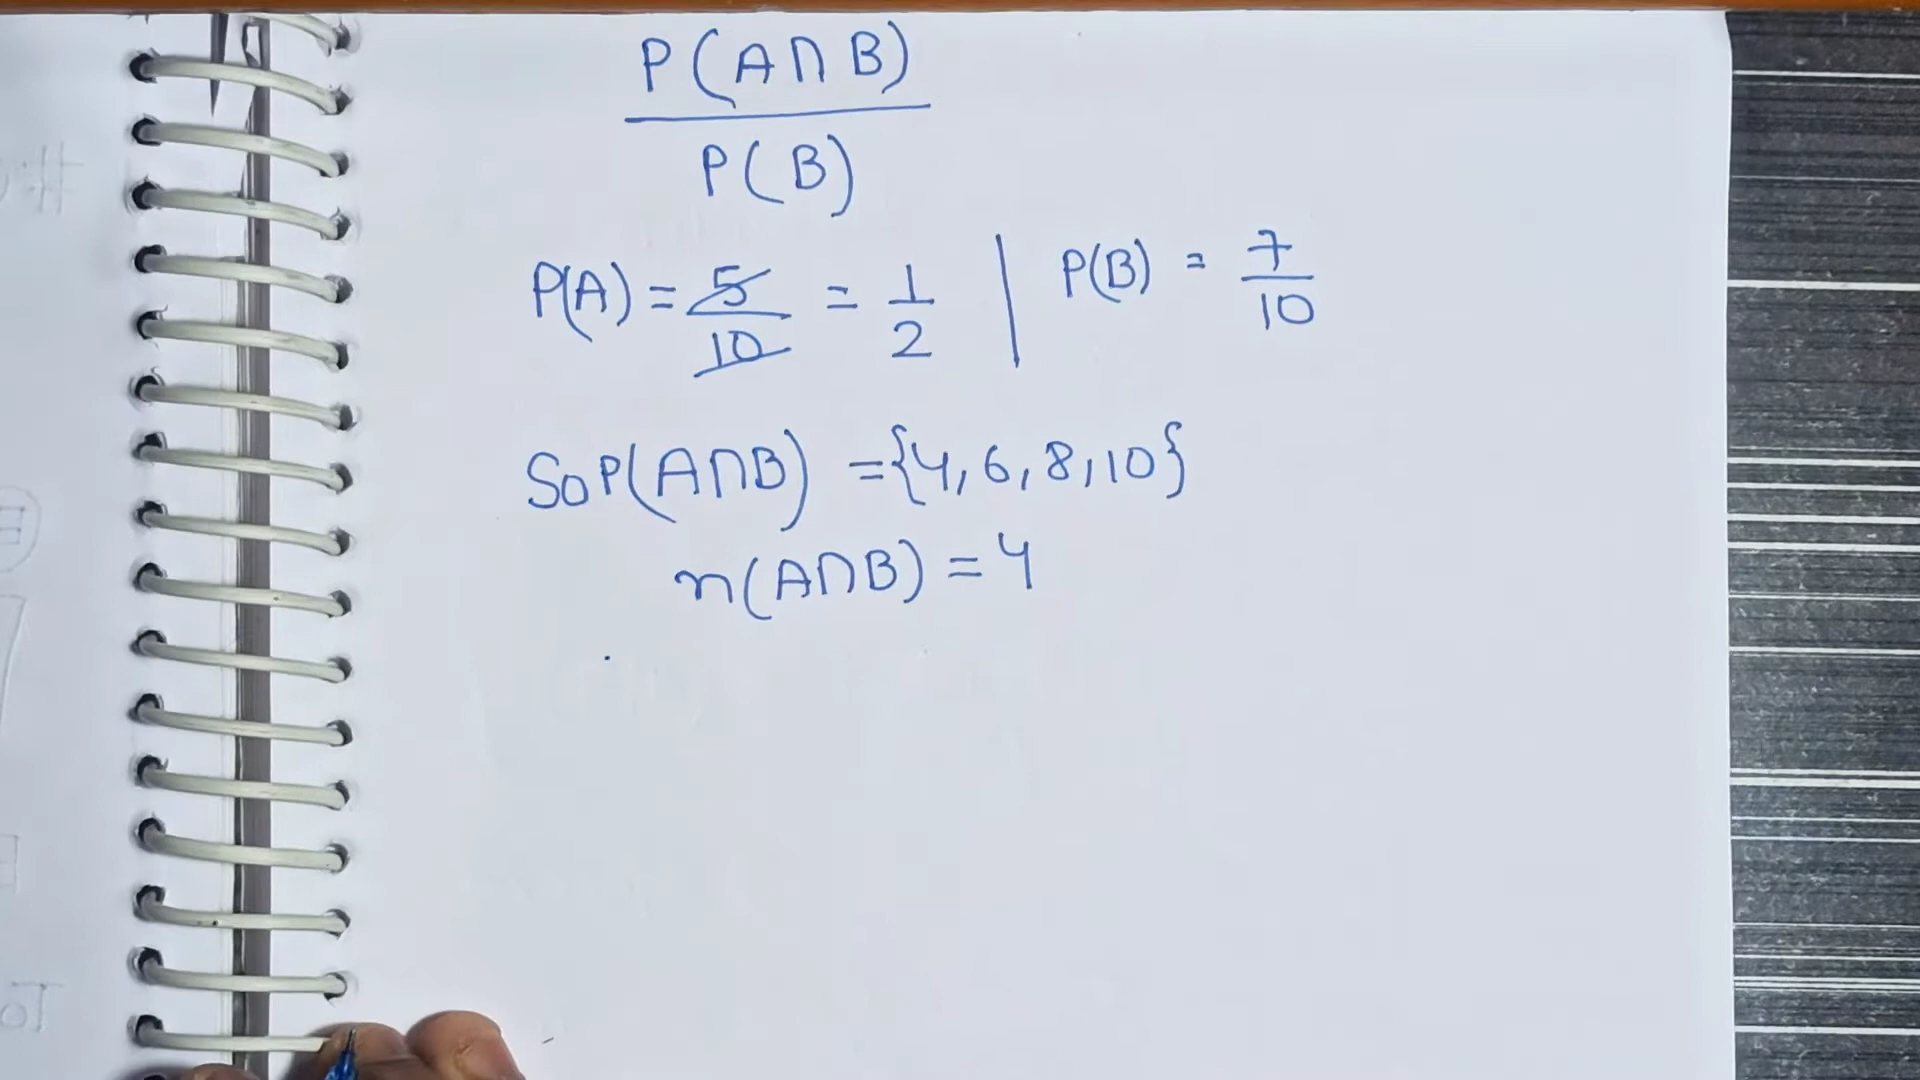 P(A∩B)
P(B)
P(A) = 5/10 = 1/2 | P(B) = 7/10
So P(A∩B) = {4, 6, 8, 10}
n(A∩B) = 4